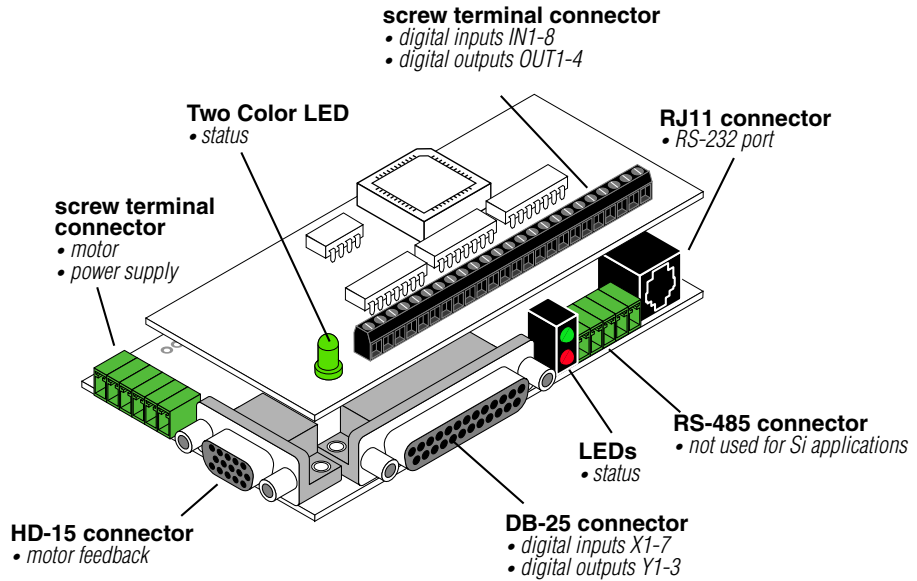 screw terminal connector
• digital inputs IN1-8
• digital outputs OUT1-4
Two Color LED
• status
RJ11 connector
• RS-232 port
screw terminal
connector
• motor
• power supply
RS-485 connector
• not used for Si applications
LEDs
• status
HD-15 connector
• motor feedback
DB-25 connector
• digital inputs X1-7
• digital outputs Y1-3